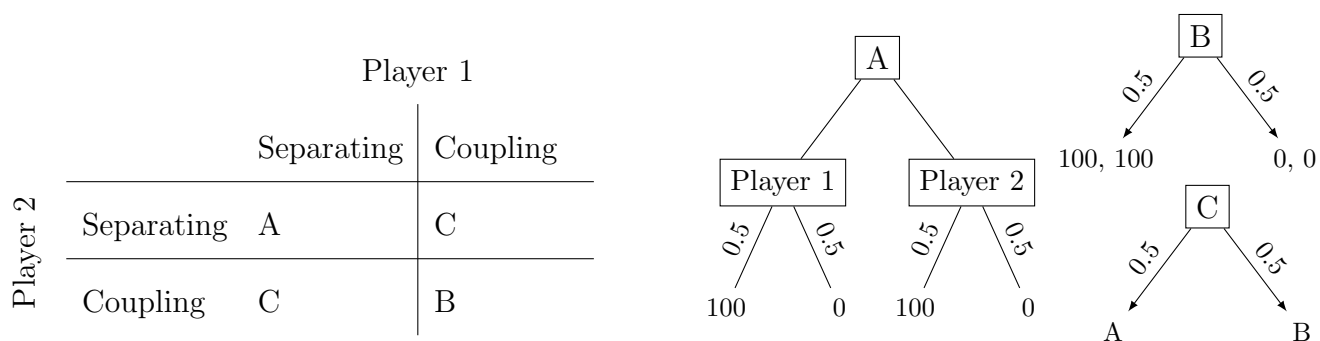 Player 1
Separating Coupling
Player 2
Separating A C
Coupling C B
A
Player 1 Player 2
0.5 0.5 0.5 0.5
100 0 100 0
B
0.5 0.5
100, 100 0, 0
C
0.5 0.5
A B